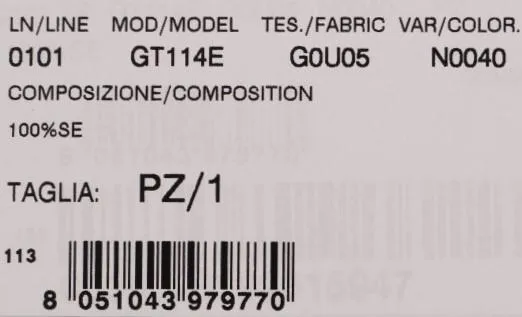 LN/LINE MOD/MODEL TES./FABRIC VAR/COLOR.
0101 GT114E G0U05 N0040
COMPOSIZIONE/COMPOSITION
100%SE
TAGLIA: PZ/1
113
8 051043 979770